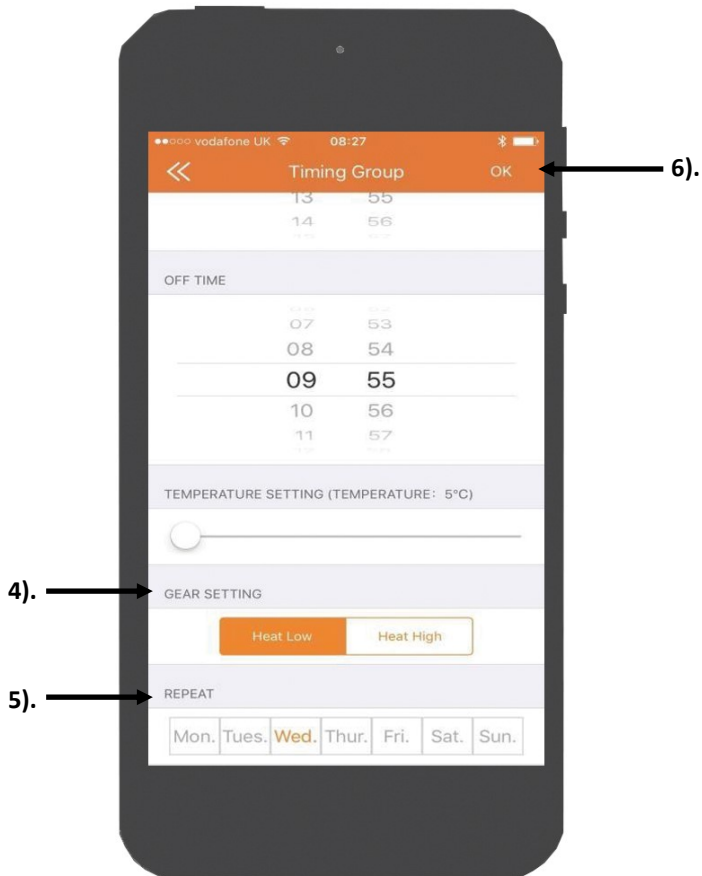 vodafone UK 08:27
Timing Group OK
6).
13 55
14 56
OFF TIME
07 53
08 54
09 55
10 56
11 57
TEMPERATURE SETTING (TEMPERATURE: 5°C)
4).
GEAR SETTING
Heat Low Heat High
5).
REPEAT
Mon. Tues. Wed. Thur. Fri. Sat. Sun.